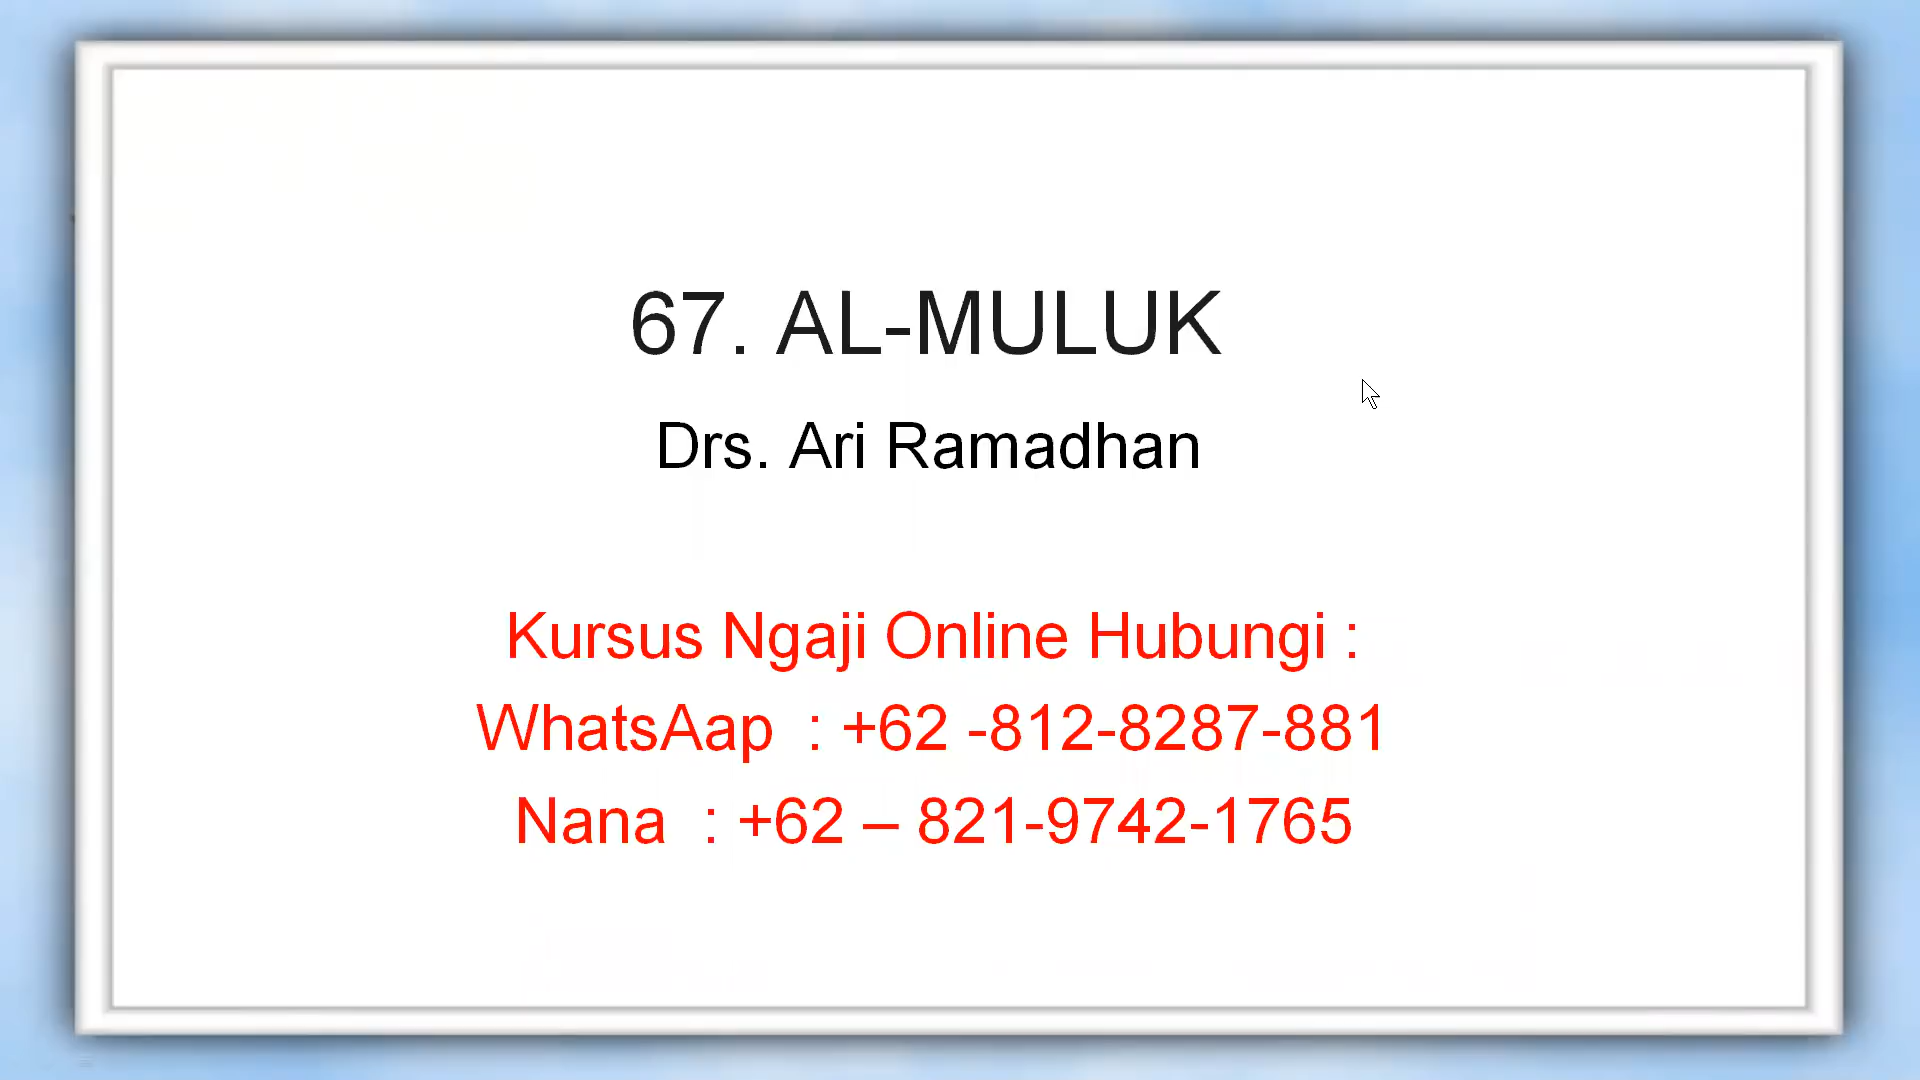 67. AL-MULUK
Drs. Ari Ramadhan
Kursus Ngaji Online Hubungi :
WhatsAap : +62 -812-8287-881
Nana : +62 – 821-9742-1765